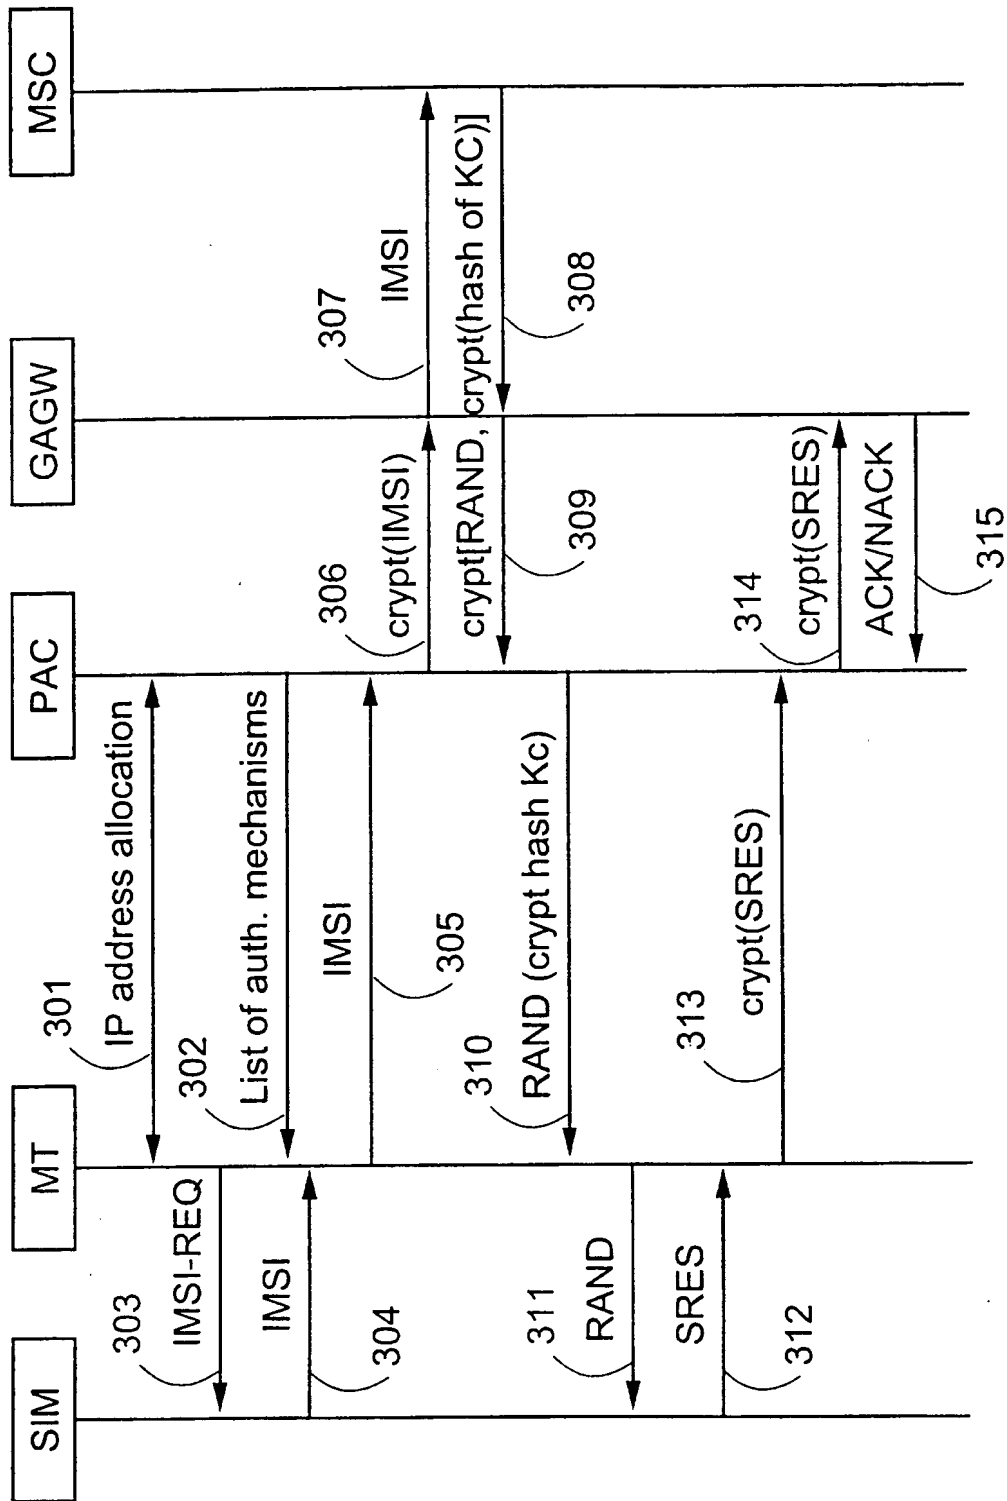 SIM
MT
PAC
GAGW
MSC
301
IP address allocation
302
List of auth. mechanisms
303
IMSI-REQ
IMSI
304
IMSI
305
306
crypt(IMSI)
307
IMSI
crypt[RAND, crypt(hash of KC)]
308
309
310
RAND (crypt hash Kc)
311
RAND
SRES
312
313
crypt(SRES)
314
crypt(SRES)
ACK/NACK
315